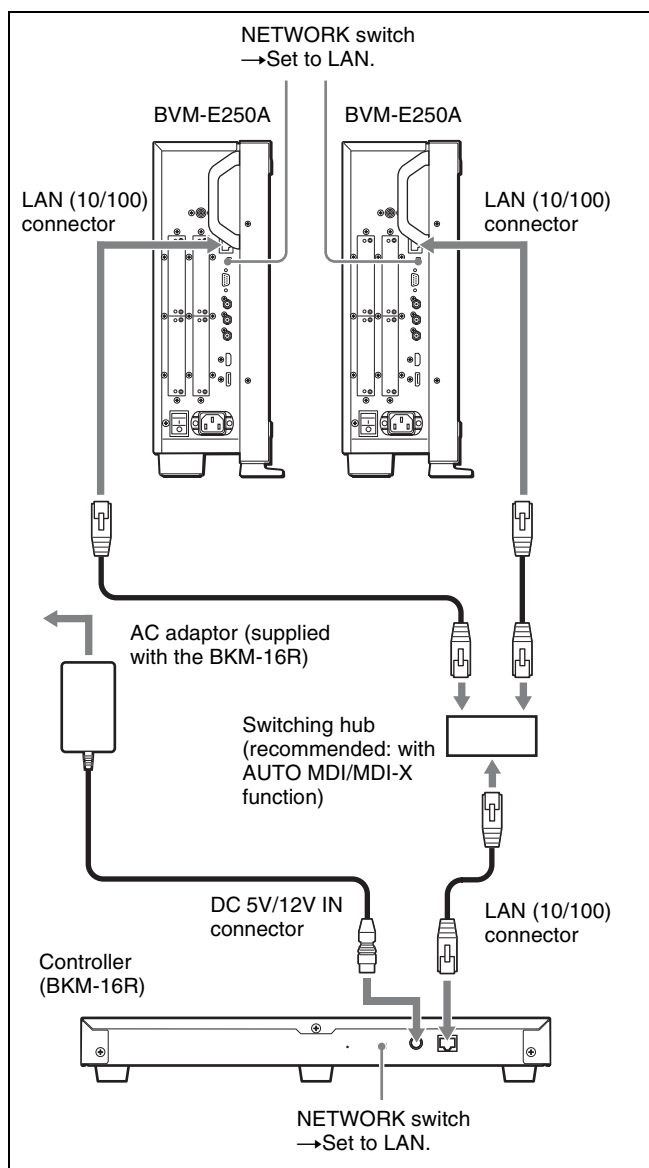 NETWORK switch
→Set to LAN.
BVM-E250A
BVM-E250A
LAN (10/100)
connector
LAN (10/100)
connector
AC adaptor (supplied
with the BKM-16R)
Switching hub
(recommended: with
AUTO MDI/MDI-X
function)
DC 5V/12V IN
connector
LAN (10/100)
connector
Controller
(BKM-16R)
NETWORK switch
→Set to LAN.